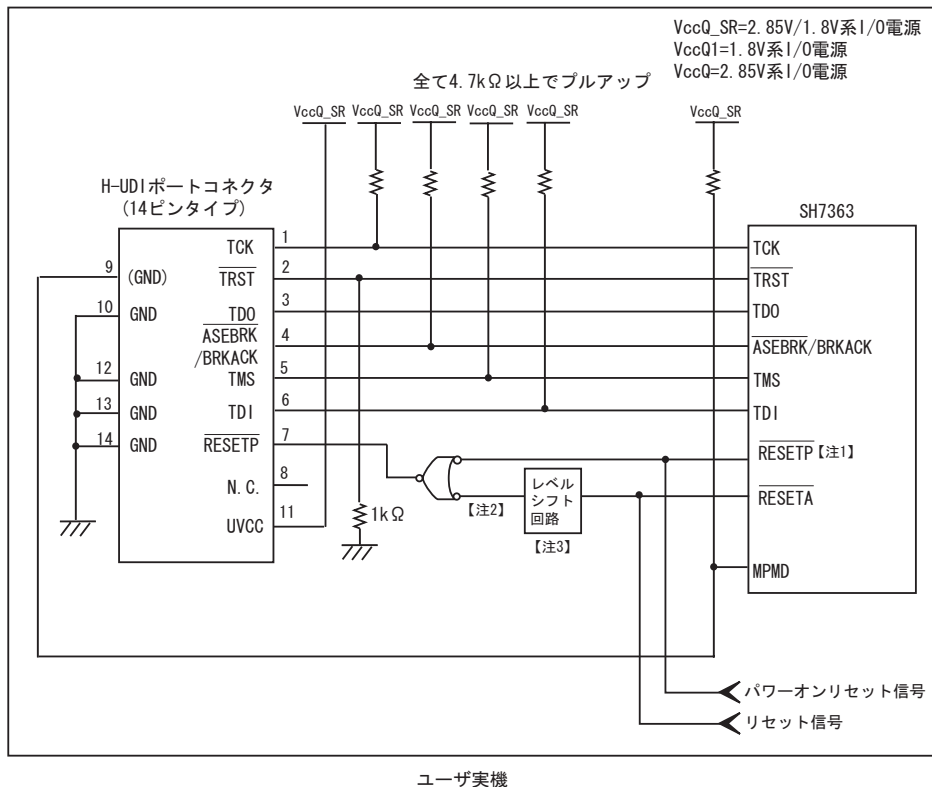 VccQ_SR=2.85V/1.8V系I/O電源
VccQ1=1.8V系I/O電源
VccQ=2.85V系I/O電源
全て4.7kΩ以上でプルアップ
VccQ_SR VccQ_SR VccQ_SR VccQ_SR VccQ_SR VccQ_SR
H-UDIポートコネクタ
(14ピンタイプ)
SH7363
TCK 1 TCK
9 (GND) TRST 2 TRST
10 GND TDO 3 TDO
ASEBRK
/BRKACK 4 ASEBRK/BRKACK
12 GND TMS 5 TMS
13 GND TDI 6 TDI
14 GND RESETP 7 RESETP【注1】
N.C. 8
【注2】
レベル
シフト
回路
RESETA
UVCC 11
1kΩ
【注3】
MPMD
パワーオンリセット信号
リセット信号
ユーザ実機